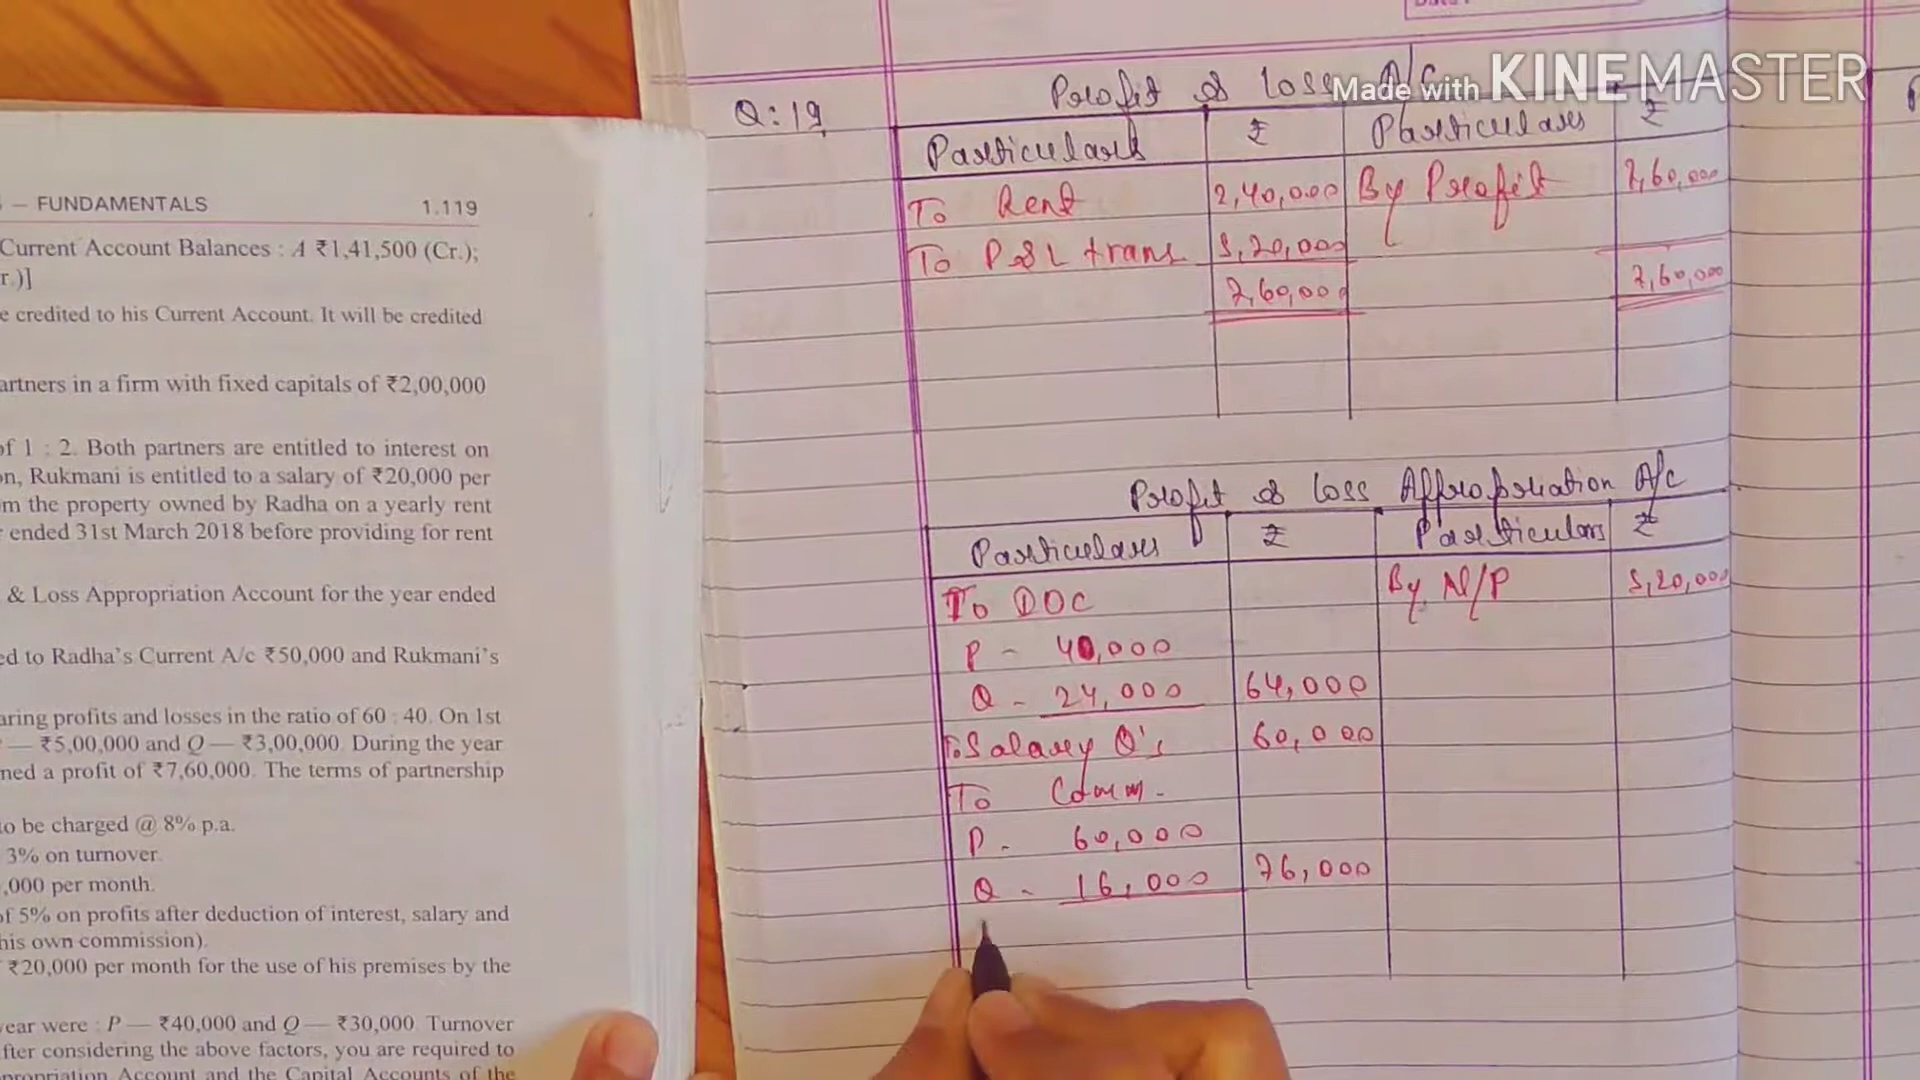 – FUNDAMENTALS 1.119
Current Account Balances : A ₹1,41,500 (Cr.);
r.)]
e credited to his Current Account. It will be credited
artners in a firm with fixed capitals of ₹2,00,000
of 1 : 2. Both partners are entitled to interest on
on, Rukmani is entitled to a salary of ₹20,000 per
m the property owned by Radha on a yearly rent
ended 31st March 2018 before providing for rent
& Loss Appropriation Account for the year ended
ed to Radha's Current A/c ₹50,000 and Rukmani's
aring profits and losses in the ratio of 60 : 40. On 1st
— ₹5,00,000 and Q — ₹3,00,000. During the year
ned a profit of ₹7,60,000. The terms of partnership
to be charged @ 8% p.a.
3% on turnover.
,000 per month.
of 5% on profits after deduction of interest, salary and
his own commission).
₹20,000 per month for the use of his premises by the
year were : P — ₹40,000 and Q — ₹30,000. Turnover
fter considering the above factors, you are required to
propriation Account and the Capital Accounts of the
Made with KINEMASTER
Q:19 Profit & Loss A/c
Particulars ₹ Particulars ₹
To Rent 2,40,000 By Profit 7,60,000
To P&L trans 5,20,000
7,60,000 7,60,000
Profit & Loss Appropriation A/c
Particulars ₹ Particulars ₹
To IOC By N/P 5,20,000
P - 40,000
Q - 24,000 64,000
To Salary Q's 60,000
To Comm.
P - 60,000
Q - 16,000 76,000